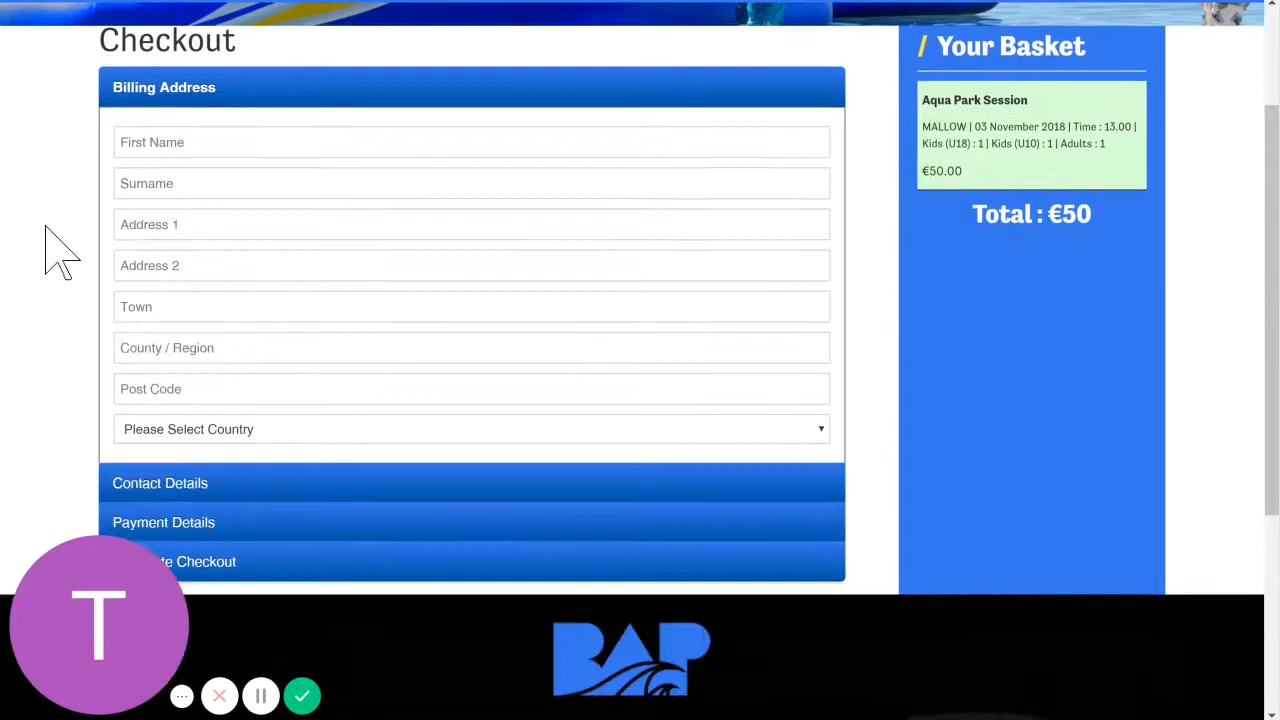 Checkout
Billing Address
First Name
Surname
Address 1
Address 2
Town
County / Region
Post Code
Please Select Country
Contact Details
Payment Details
te Checkout
/ Your Basket
Aqua Park Session
MALLOW | 03 November 2018 | Time : 13.00 |
Kids (U18) : 1 | Kids (U10) : 1 | Adults : 1
€50.00
Total : €50
T
BAP